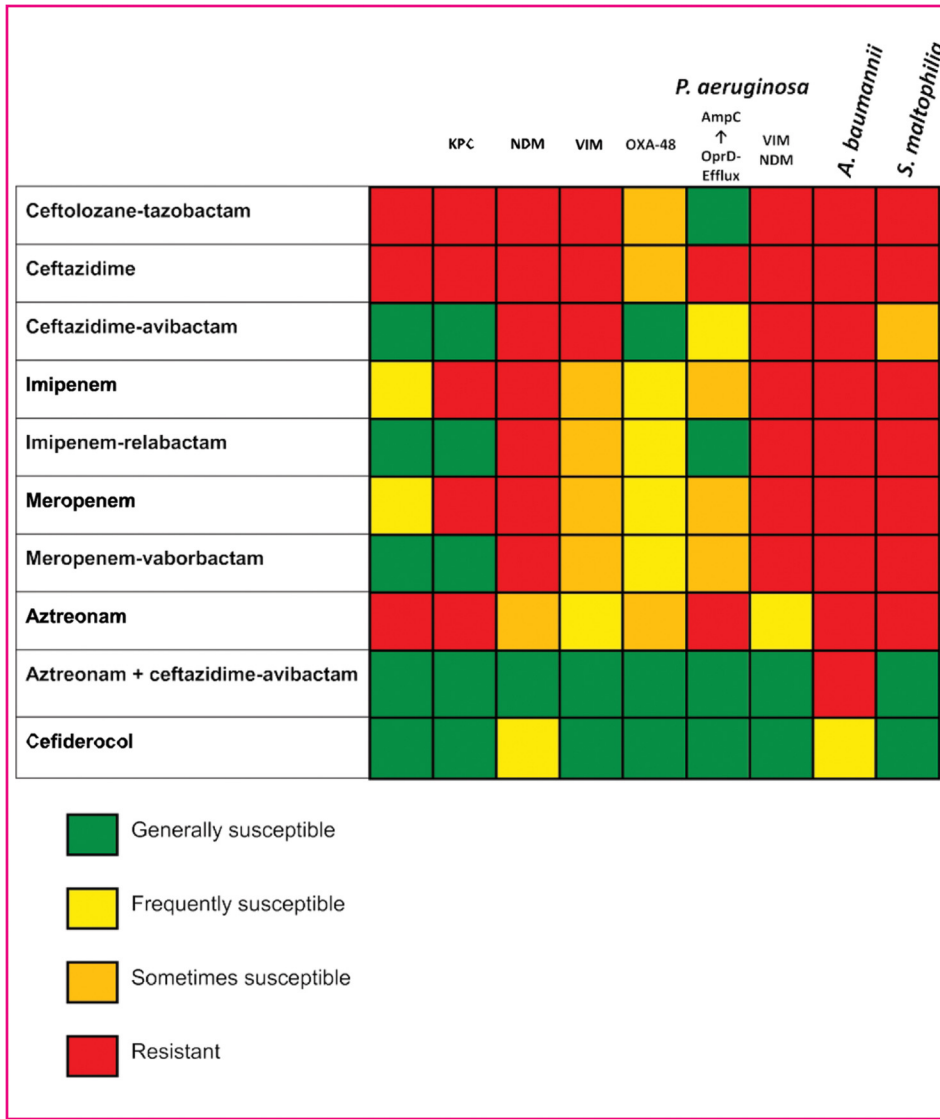 P. aeruginosa
A. baumannii
S. maltophilia
KPC
NDM
VIM
OXA-48
AmpC
↑
OprD-
Efflux
VIM
NDM
Ceftolozane-tazobactam
Ceftazidime
Ceftazidime-avibactam
Imipenem
Imipenem-relabactam
Meropenem
Meropenem-vaborbactam
Aztreonam
Aztreonam + ceftazidime-avibactam
Cefiderocol
Generally susceptible
Frequently susceptible
Sometimes susceptible
Resistant